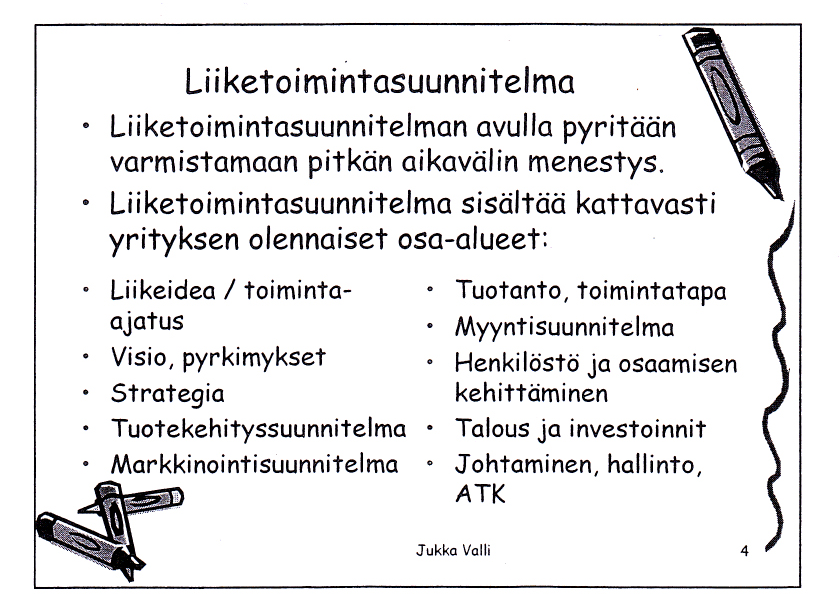 Liiketoimintasuunnitelma
• Liiketoimintasuunnitelman avulla pyritään
varmistamaan pitkän aikavälin menestys.
• Liiketoimintasuunnitelma sisältää kattavasti
yrityksen olennaiset osa-alueet:
• Liikeidea / toiminta-
ajatus
• Visio, pyrkimykset
• Strategia
• Tuotekehityssuunnitelma
• Markkinointisuunnitelma
• Tuotanto, toimintatapa
• Myyntisuunnitelma
• Henkilöstö ja osaamisen
kehittäminen
• Talous ja investoinnit
• Johtaminen, hallinto,
ATK
Jukka Valli
4